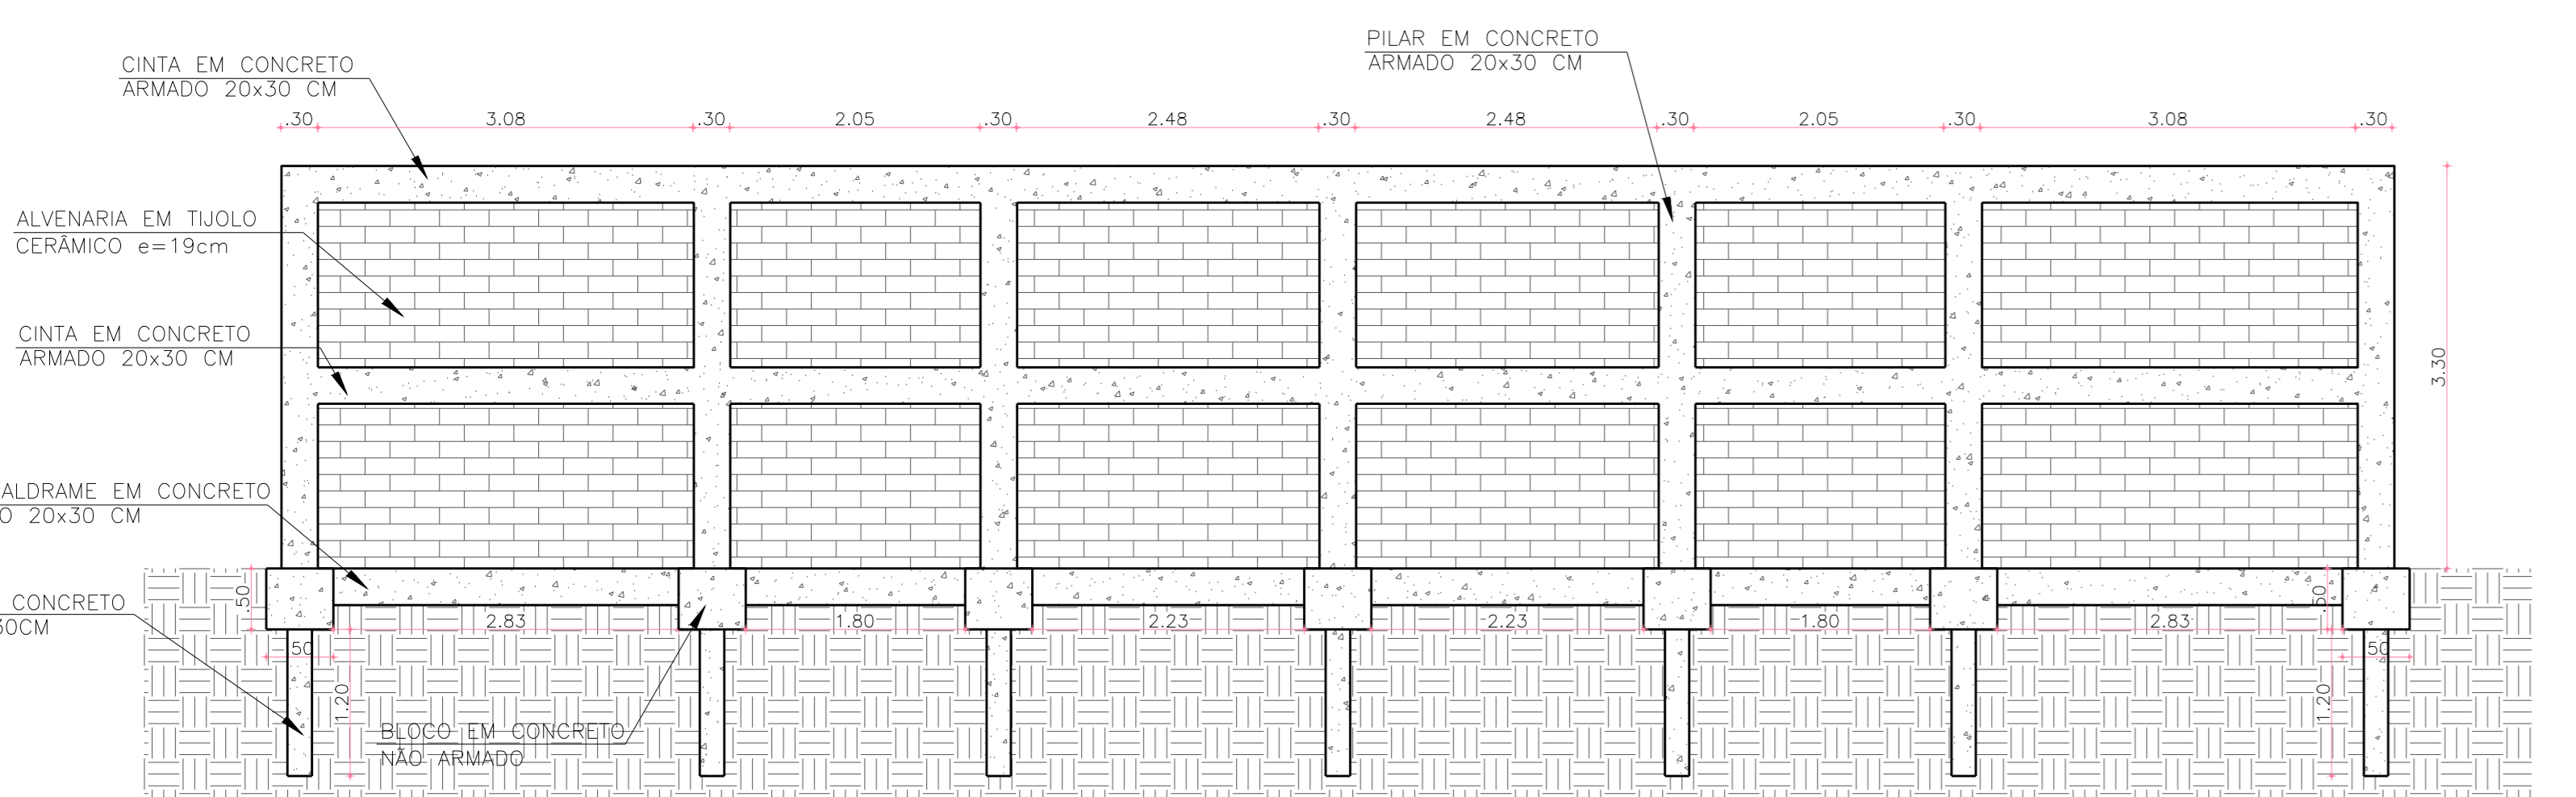 PILAR EM CONCRETO
ARMADO 20x30 CM
CINTA EM CONCRETO
ARMADO 20x30 CM
.30 3.08 .30 2.05 .30 2.48 .30 2.48 .30 2.05 .30 3.08 .30
ALVENARIA EM TIJOLO
CERÂMICO e=19cm
CINTA EM CONCRETO
ARMADO 20x30 CM
3.30
ALDRAME EM CONCRETO
O 20x30 CM
CONCRETO
30CM
.50 2.83 1.80 2.23 2.23 1.80 2.83 .50
50 50
1.20 1.20
BLOCO EM CONCRETO
NÃO ARMADO